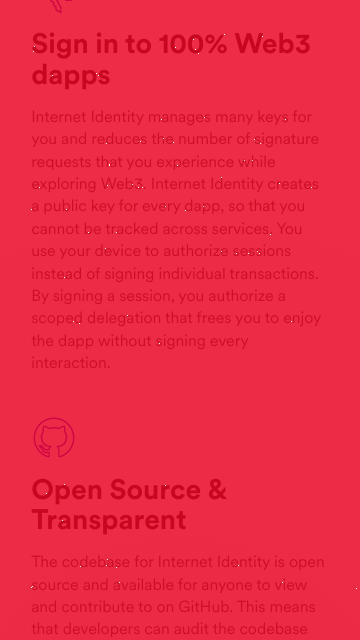 Sign in to 100% Web3
dapps
Internet Identity manages many keys for
you and reduces the number of signature
requests that you experience while
exploring Web3. Internet Identity creates
a public key for every dapp, so that you
cannot be tracked across services. You
use your device to authorize sessions
instead of signing individual transactions.
By signing a session, you authorize a
scoped delegation that frees you to enjoy
the dapp without signing every
interaction.
Open Source &
Transparent
The codebase for Internet Identity is open
source and available for anyone to view
and contribute to on GitHub. This means
that developers can audit the codebase